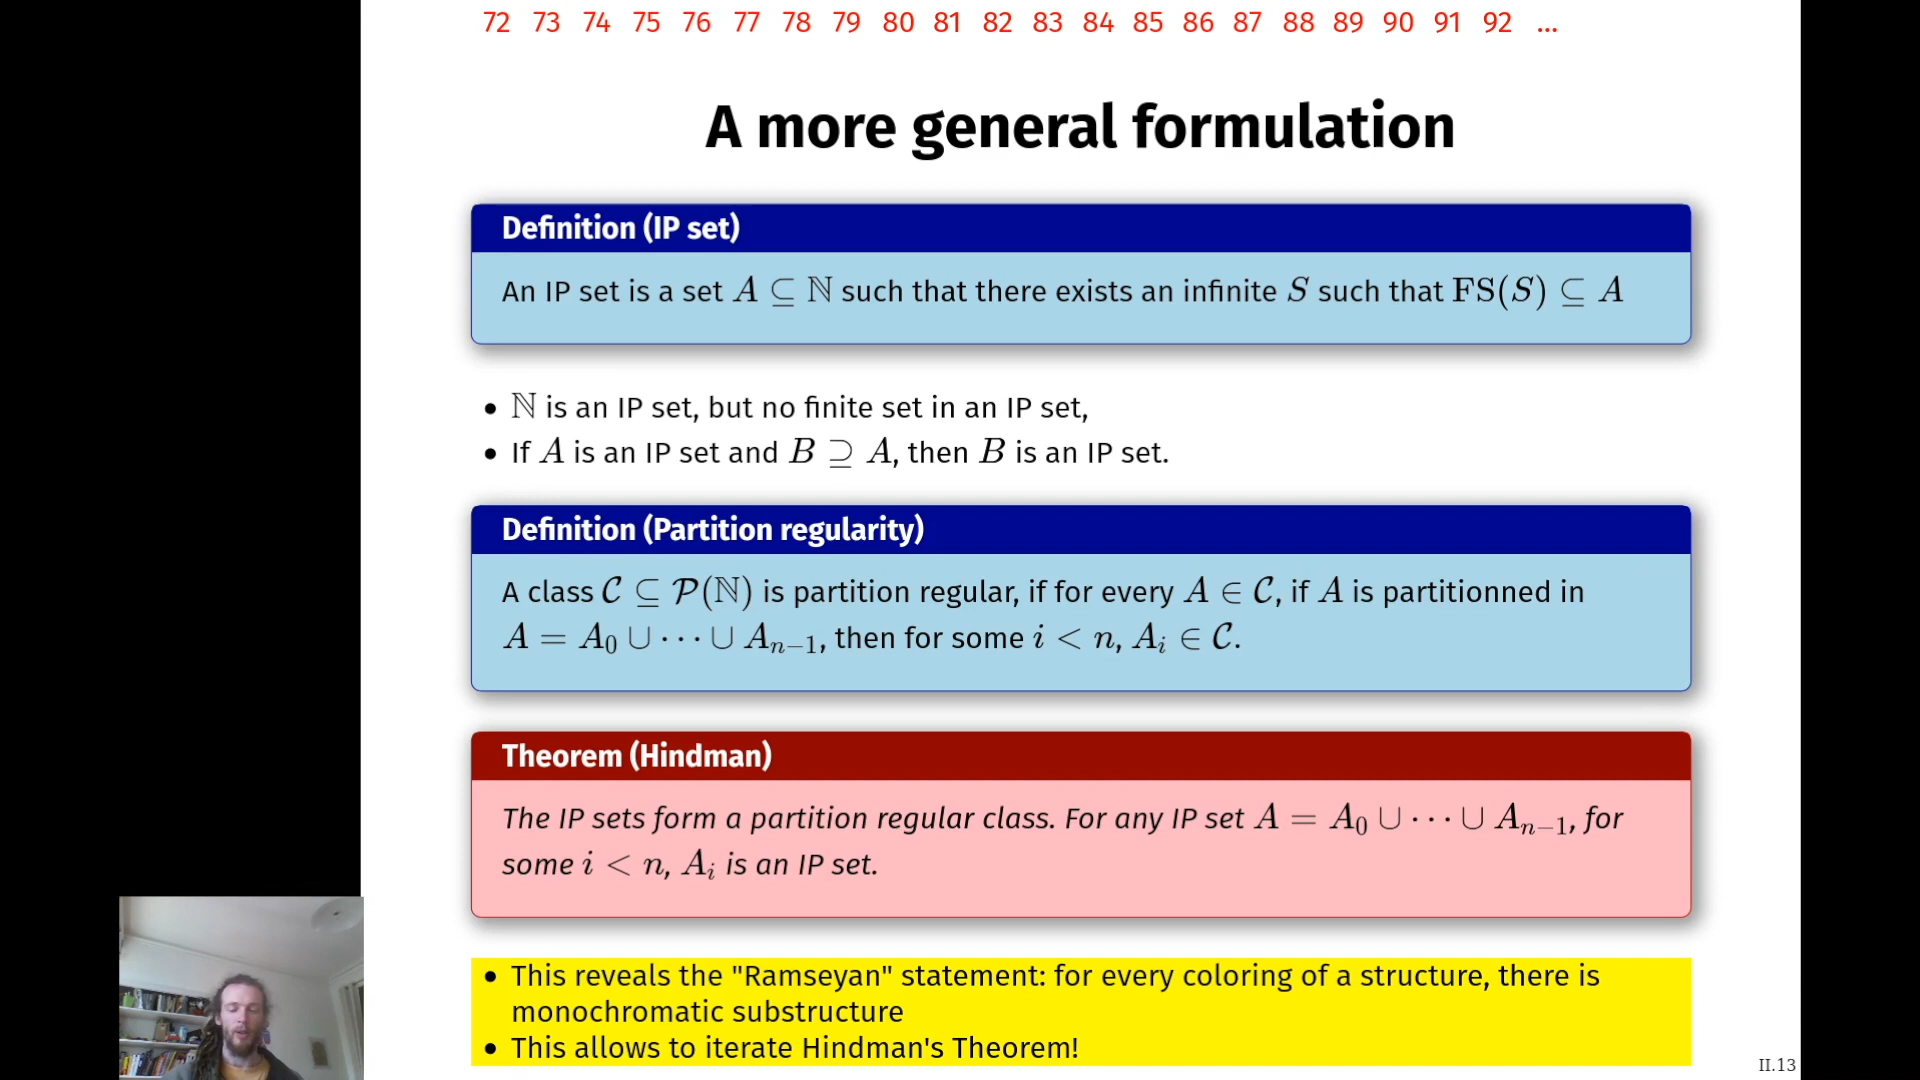 72 73 74 75 76 77 78 79 80 81 82 83 84 85 86 87 88 89 90 91 92 ...
A more general formulation
Definition (IP set)
An IP set is a set A ⊆ ℕ such that there exists an infinite S such that FS(S) ⊆ A
• ℕ is an IP set, but no finite set in an IP set,
• If A is an IP set and B ⊇ A, then B is an IP set.
Definition (Partition regularity)
A class 𝒞 ⊆ 𝒫(ℕ) is partition regular, if for every A ∈ 𝒞, if A is partitionned in
A = A₀ ∪ ⋯ ∪ Aₙ₋₁, then for some i < n, Aᵢ ∈ 𝒞.
Theorem (Hindman)
The IP sets form a partition regular class. For any IP set A = A₀ ∪ ⋯ ∪ Aₙ₋₁, for
some i < n, Aᵢ is an IP set.
• This reveals the "Ramseyan" statement: for every coloring of a structure, there is
monochromatic substructure
• This allows to iterate Hindman's Theorem!
II.13